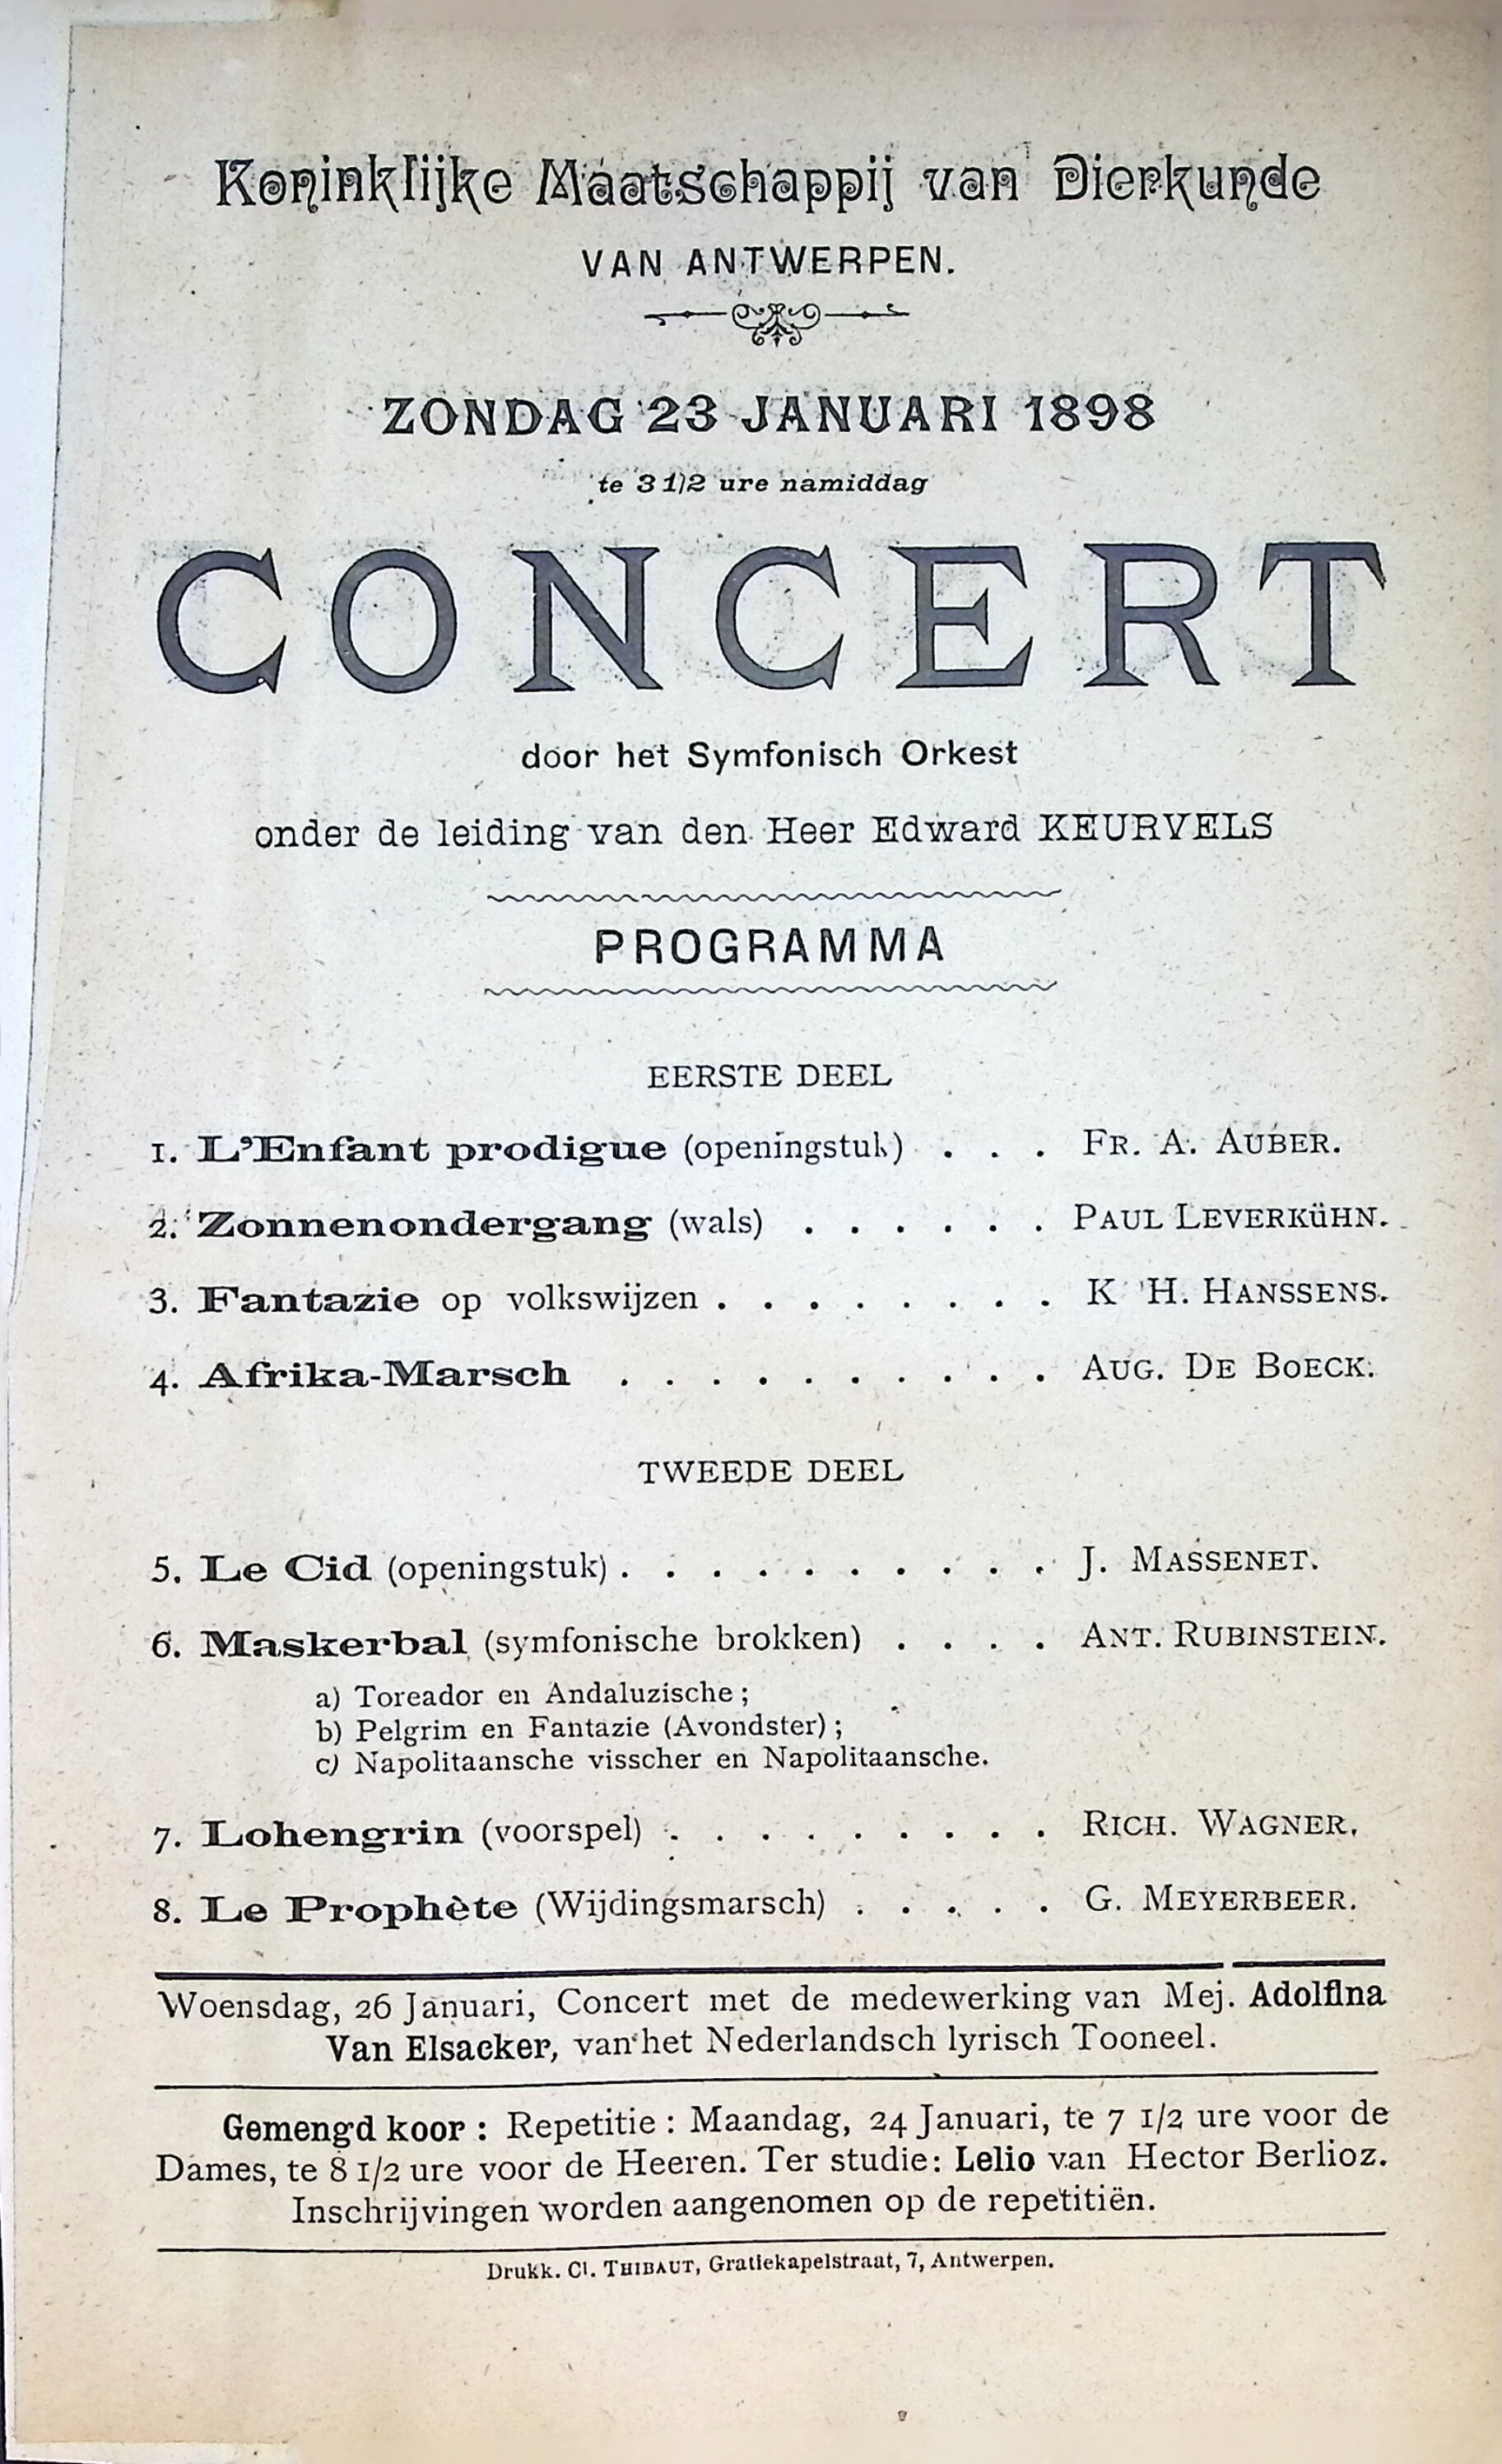 Koninklijke Maatschappij van Dierkunde
VAN ANTWERPEN.
ZONDAG 23 JANUARI 1898
te 3 1/2 ure namiddag
CONCERT
door het Symfonisch Orkest
onder de leiding van den Heer Edward KEURVELS
PROGRAMMA
EERSTE DEEL
1. L'Enfant prodigue (openingstuk) . . . FR. A. AUBER.
2. Zonnenondergang (wals) . . . . . . PAUL LEVERKüHN.
3. Fantazie op volkswijzen . . . . . . . . K H. HANSSENS.
4. Afrika-Marsch . . . . . . . . . . AUG. DE BOECK.
TWEEDE DEEL
5. Le Cid (openingstuk) . . . . . . . . . . J. MASSENET.
6. Maskerbal (symfonische brokken) . . . . ANT. RUBINSTEIN.
a) Toreador en Andaluzische ;
b) Pelgrim en Fantazie (Avondster) ;
c) Napolitaansche visscher en Napolitaansche.
7. Lohengrin (voorspel) . . . . . . . . . RICH. WAGNER.
8. Le Prophète (Wijdingsmarsch) . . . . . G. MEYERBEER.
Woensdag, 26 Januari, Concert met de medewerking van Mej. Adolfina
Van Elsacker, van het Nederlandsch lyrisch Tooneel.
Gemengd koor : Repetitie : Maandag, 24 Januari, te 7 1/2 ure voor de
Dames, te 8 1/2 ure voor de Heeren. Ter studie: Lelio van Hector Berlioz.
Inschrijvingen worden aangenomen op de repetitiën.
Drukk. Cl. THIBAUT, Gratiekapelstraat, 7, Antwerpen.